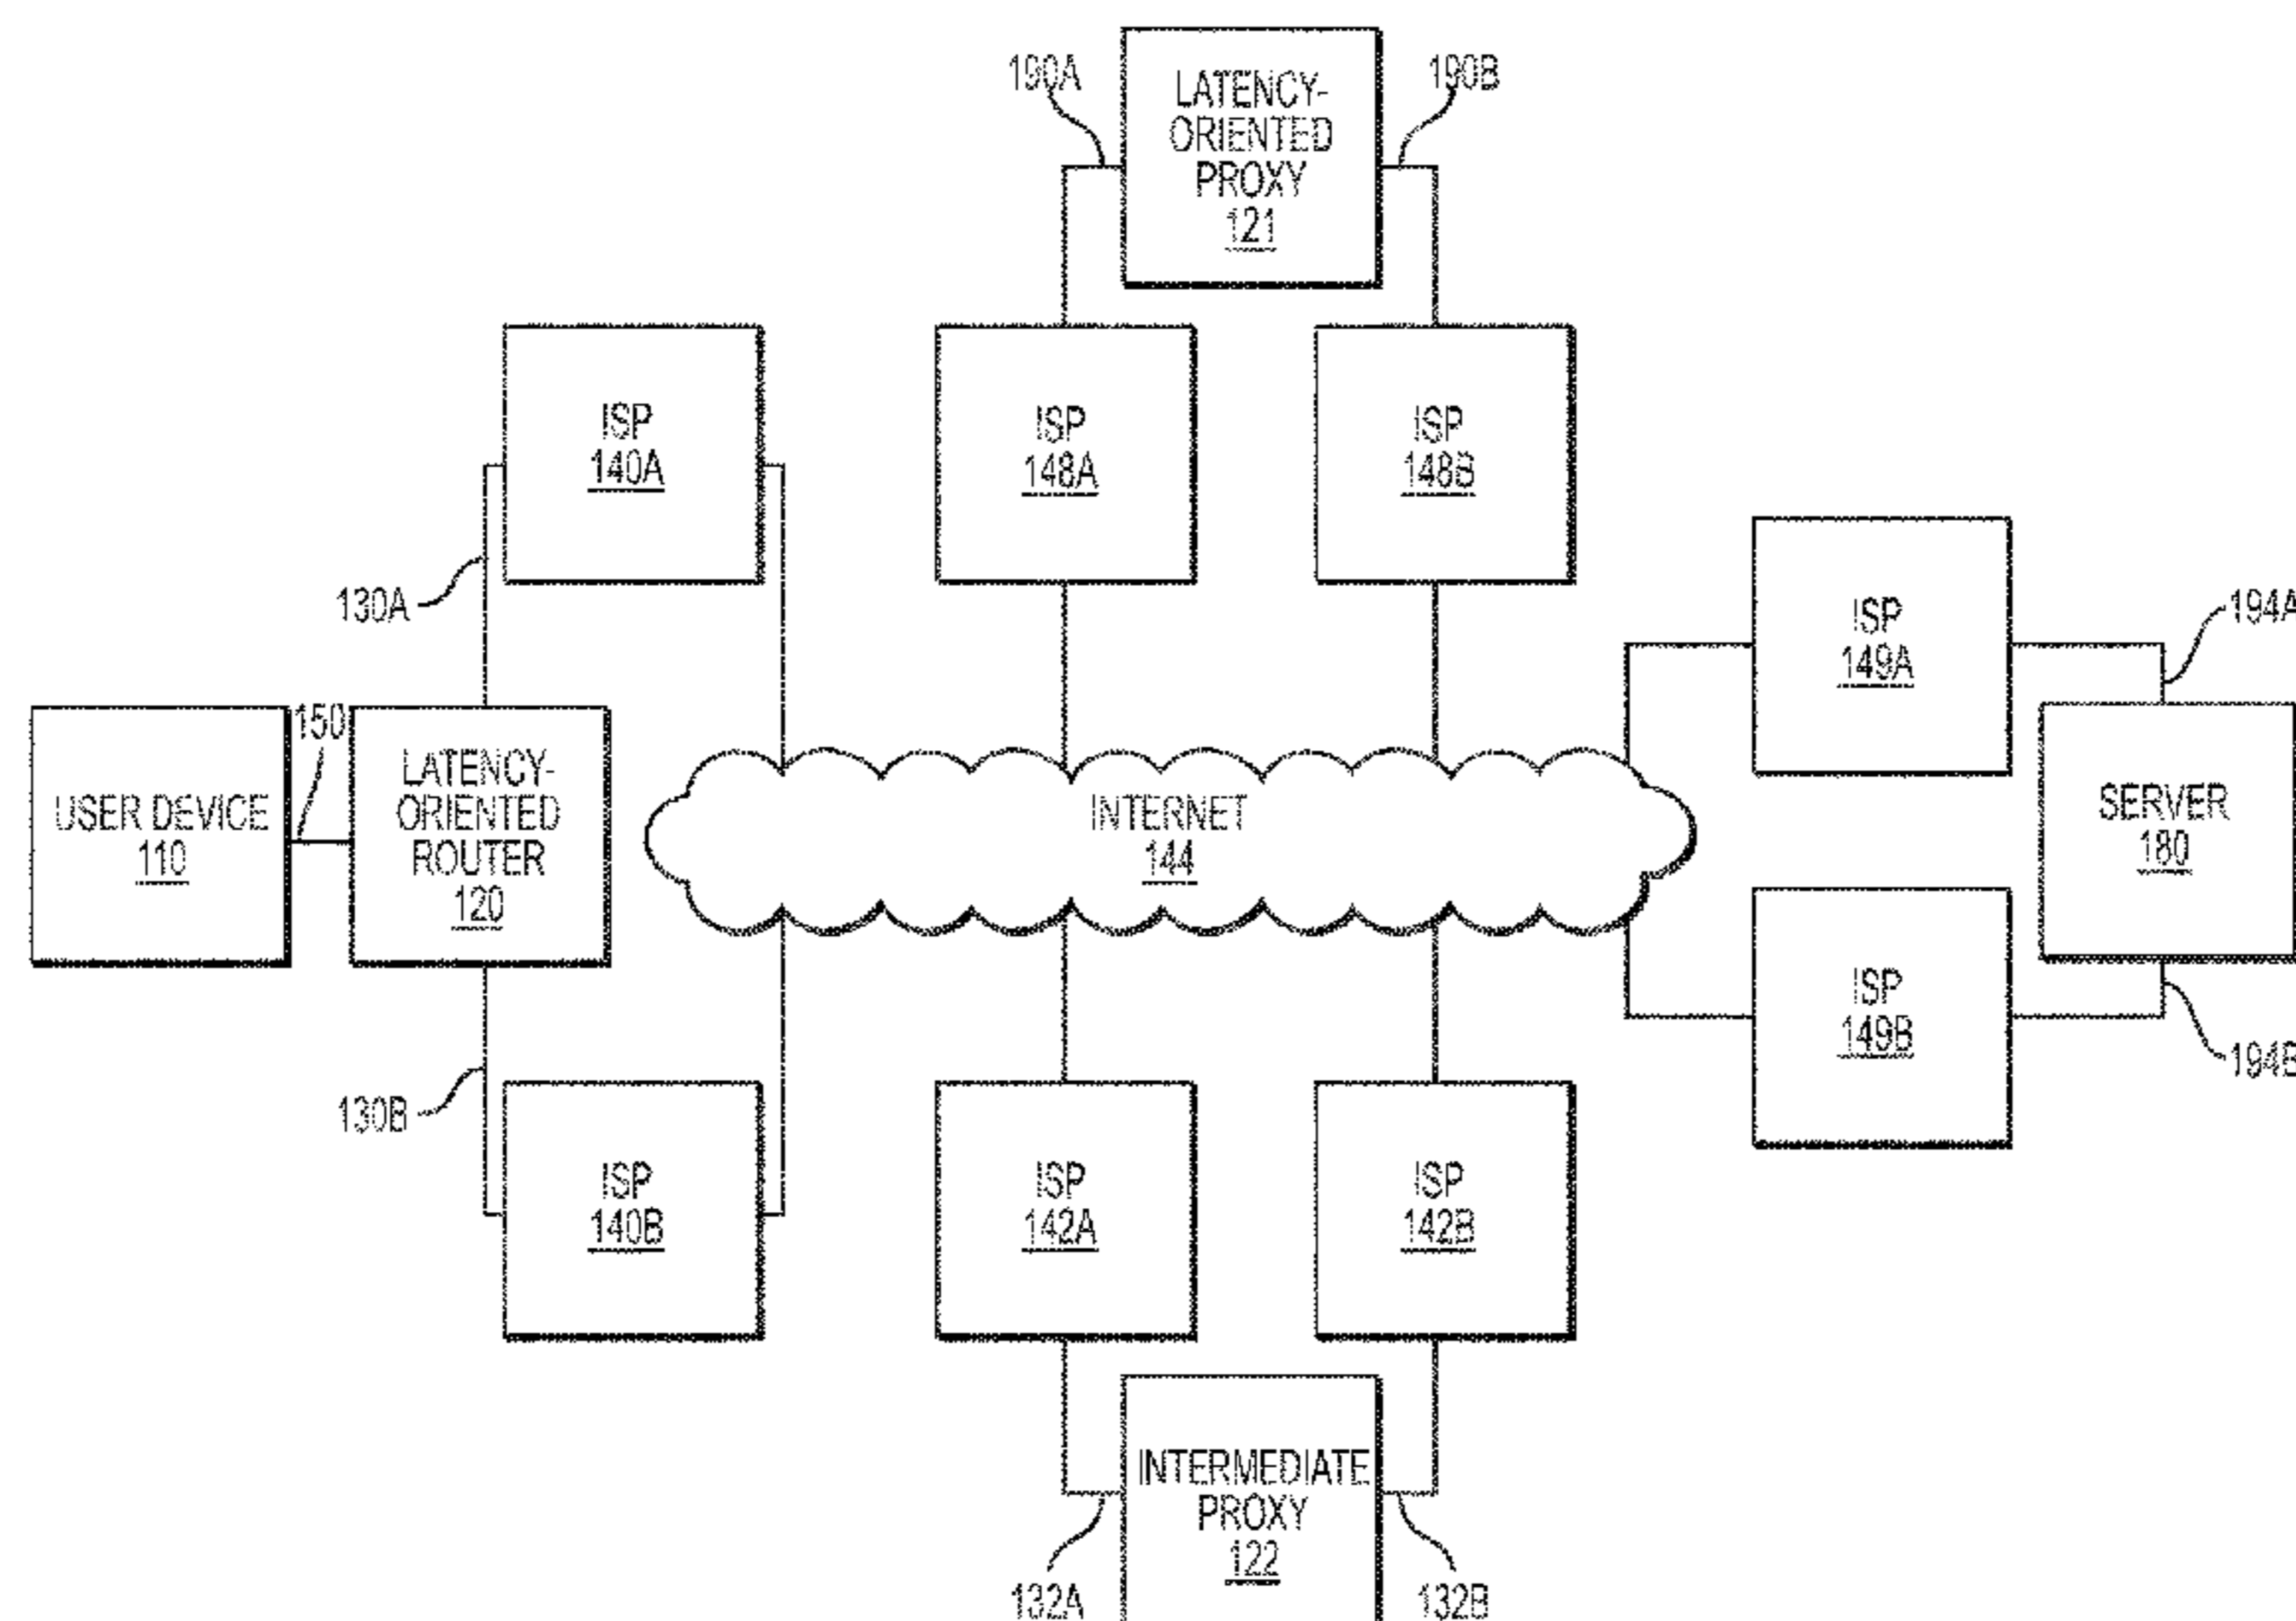 190A
LATENCY-
ORIENTED
PROXY
121
190B
ISP
140A
ISP
148A
ISP
148B
130A
ISP
149A
194A
USER DEVICE
110
150
LATENCY-
ORIENTED
ROUTER
120
INTERNET
144
SERVER
180
ISP
149B
194B
130B
ISP
140B
ISP
142A
ISP
142B
INTERMEDIATE
PROXY
122
132A
132B